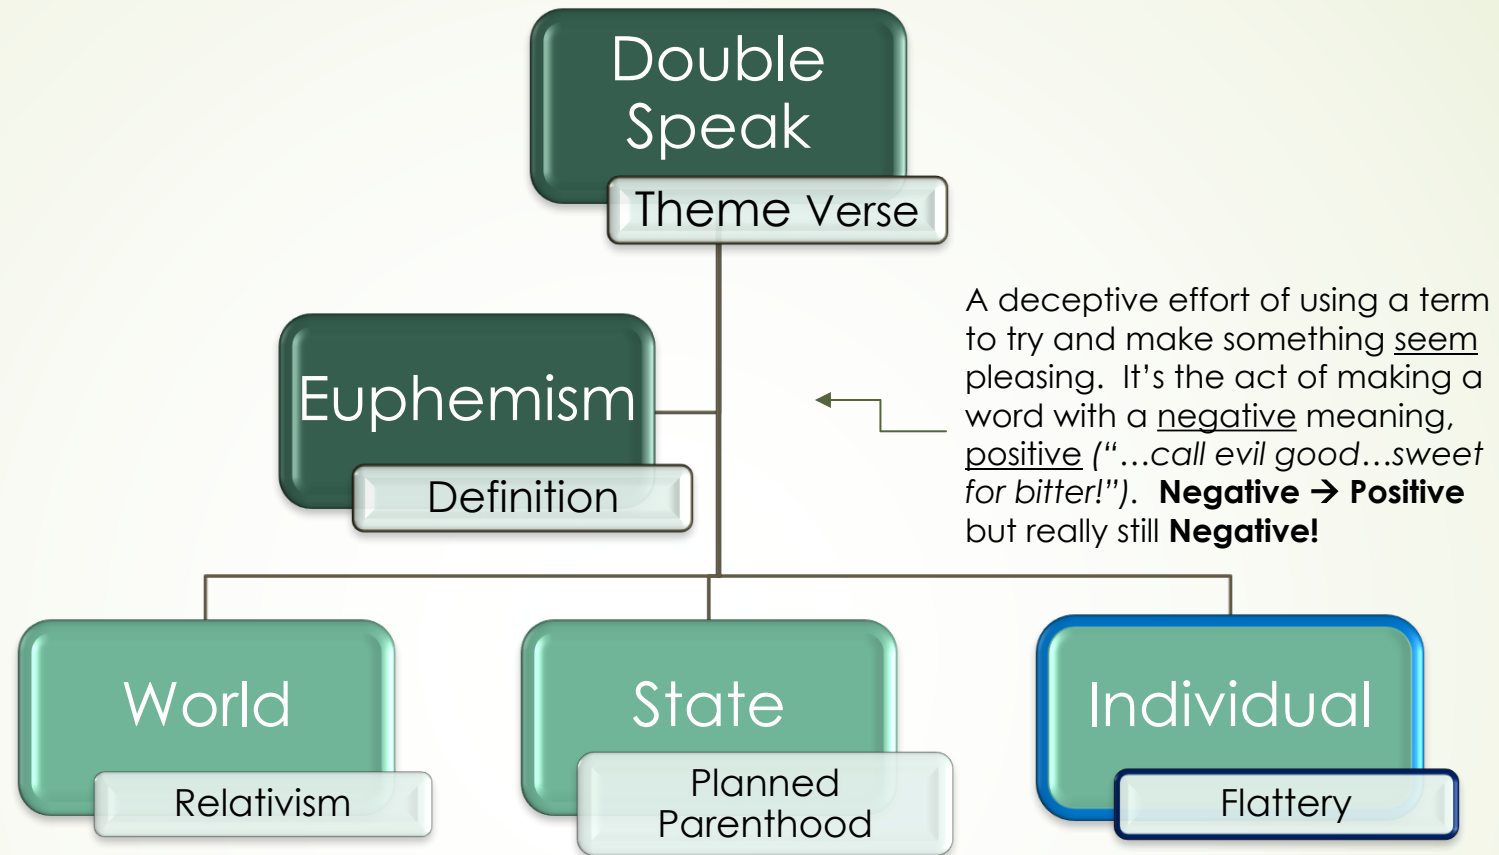 Double
Speak
Theme Verse
Euphemism
Definition
A deceptive effort of using a term
to try and make something seem
pleasing.  It’s the act of making a
word with a negative meaning,
positive (“…call evil good…sweet
for bitter!”).  Negative → Positive
but really still Negative!
World
Relativism
State
Planned
Parenthood
Individual
Flattery